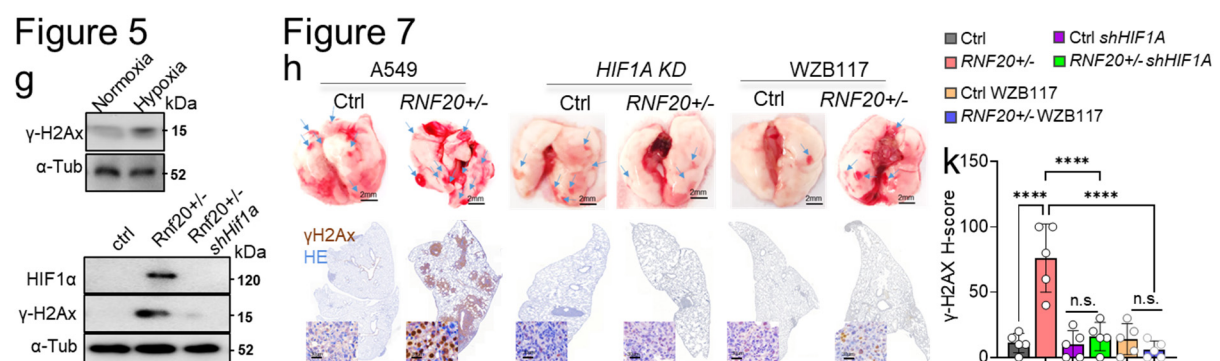 Figure 5
g
Normoxia
Hypoxia
kDa
γ-H2Ax
15
α-Tub
52
ctrl
Rnf20+/-
Rnf20+/-
shHif1a
kDa
HIF1α
120
γ-H2Ax
15
α-Tub
52
Figure 7
h
A549
HIF1A KD
WZB117
Ctrl
RNF20+/-
Ctrl
RNF20+/-
Ctrl
RNF20+/-
2mm
2mm
2mm
2mm
2mm
2mm
γH2Ax
HE
Ctrl
Ctrl shHIF1A
RNF20+/-
RNF20+/- shHIF1A
Ctrl WZB117
RNF20+/- WZB117
k
γ-H2AX H-score
150
100
50
0
****
****
****
n.s.
n.s.